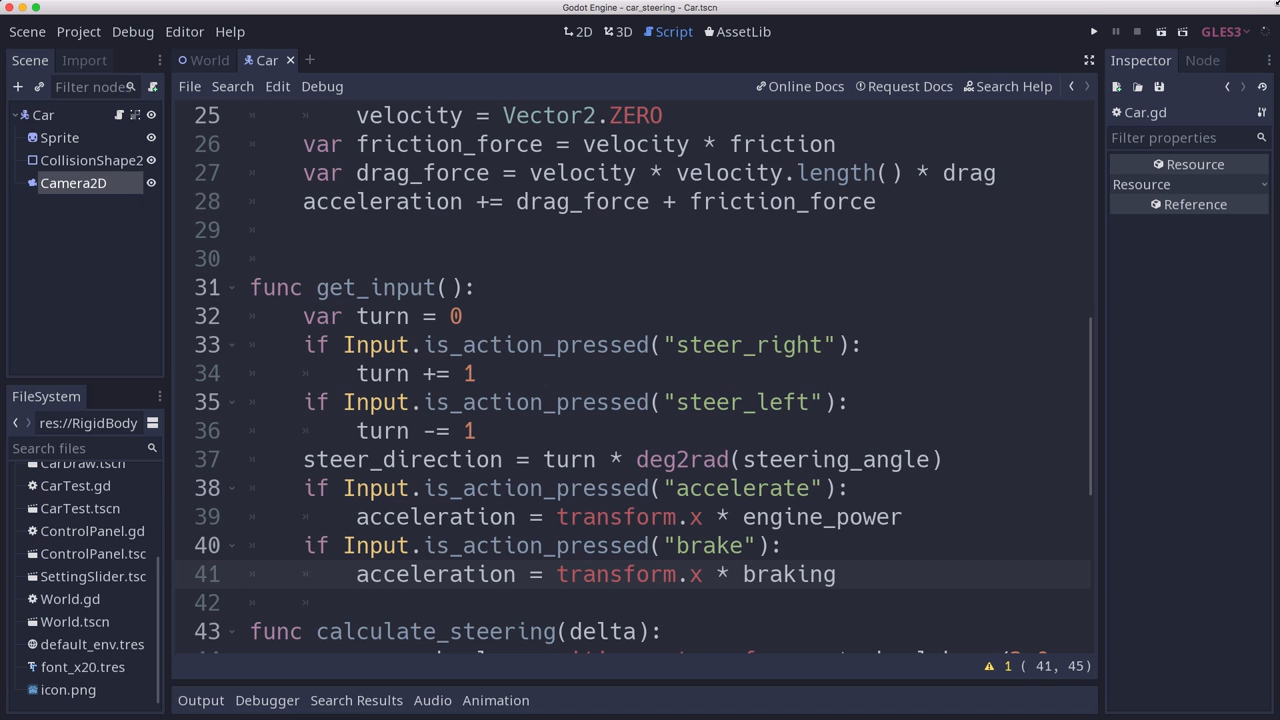 Godot Engine - car_steering - Car.tscn
Scene Project Debug Editor Help
2D 3D Script AssetLib
GLES3
Scene Import
World Car
Inspector Node
Filter nodes
File Search Edit Debug
Online Docs Request Docs Search Help
Car
Sprite
CollisionShape2
Camera2D
Car.gd
Filter properties
Resource
Resource
Reference
25 velocity = Vector2.ZERO
26 var friction_force = velocity * friction
27 var drag_force = velocity * velocity.length() * drag
28 acceleration += drag_force + friction_force
29
30
31 func get_input():
32 var turn = 0
33 if Input.is_action_pressed("steer_right"):
34 turn += 1
35 if Input.is_action_pressed("steer_left"):
36 turn -= 1
37 steer_direction = turn * deg2rad(steering_angle)
38 if Input.is_action_pressed("accelerate"):
39 acceleration = transform.x * engine_power
40 if Input.is_action_pressed("brake"):
41 acceleration = transform.x * braking
42
43 func calculate_steering(delta):
FileSystem
res://RigidBody
Search files
CarDraw.tscn
CarTest.gd
CarTest.tscn
ControlPanel.gd
ControlPanel.tsc
SettingSlider.tsc
World.gd
World.tscn
default_env.tres
font_x20.tres
icon.png
1 ( 41, 45)
Output Debugger Search Results Audio Animation